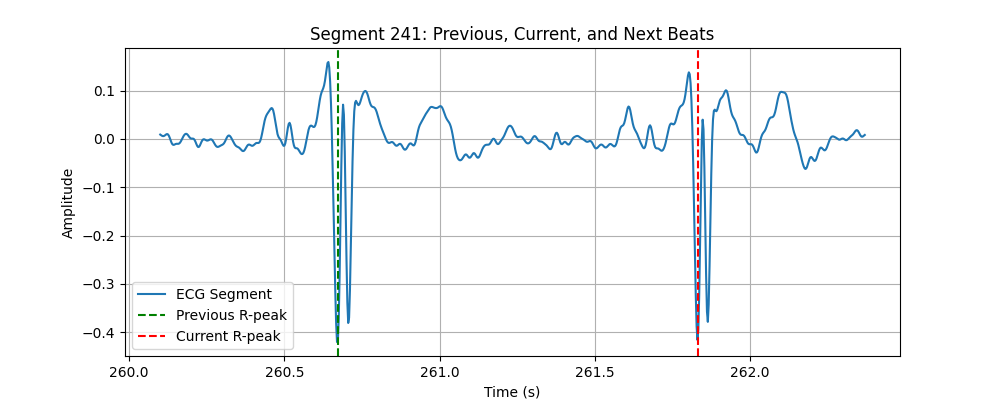 Segment 241: Previous, Current, and Next Beats
Amplitude
0.1
0.0
−0.1
−0.2
−0.3
−0.4
ECG Segment
Previous R-peak
Current R-peak
260.0 260.5 261.0 261.5 262.0
Time (s)